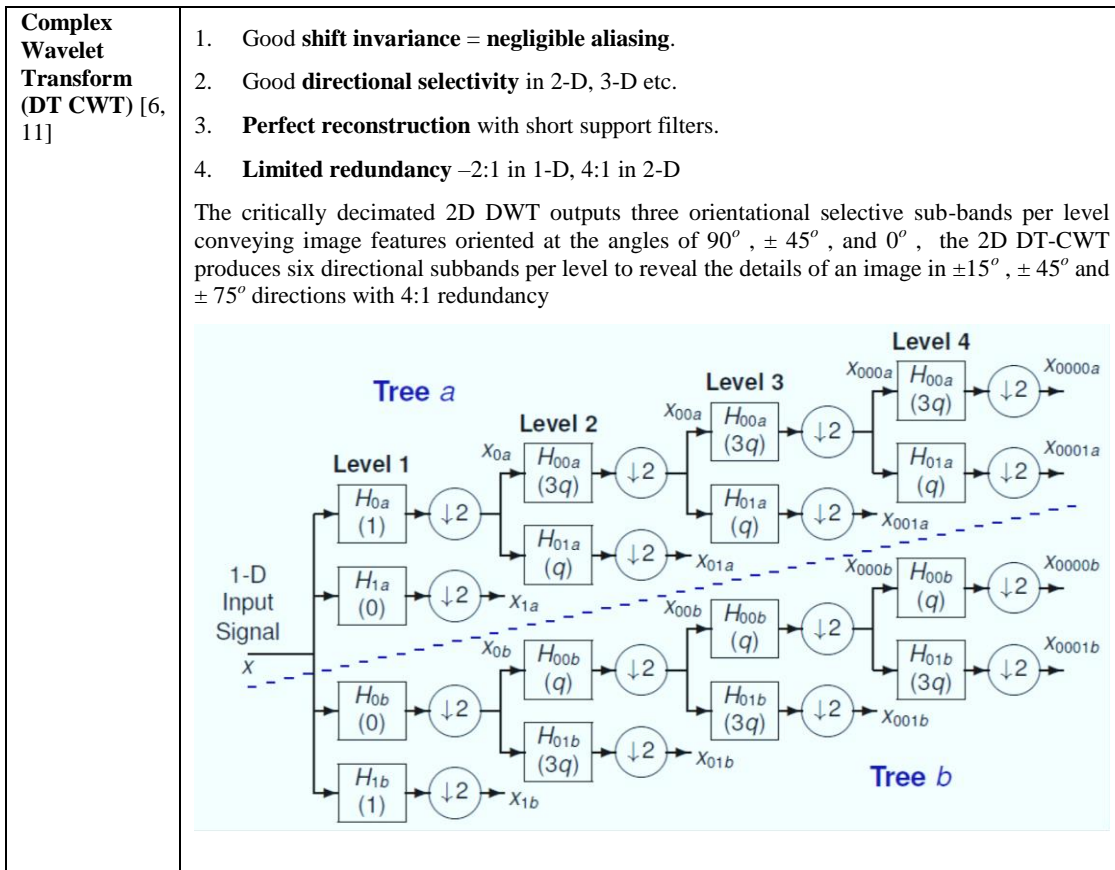 Complex
Wavelet
Transform
(DT CWT) [6,
11]
1. Good shift invariance = negligible aliasing.
2. Good directional selectivity in 2-D, 3-D etc.
3. Perfect reconstruction with short support filters.
4. Limited redundancy –2:1 in 1-D, 4:1 in 2-D
The critically decimated 2D DWT outputs three orientational selective sub-bands per level
conveying image features oriented at the angles of 90° , ± 45° , and 0° , the 2D DT-CWT
produces six directional subbands per level to reveal the details of an image in ±15° , ± 45° and
± 75° directions with 4:1 redundancy
Tree a
Level 1
Level 2
Level 3
Level 4
1-D
Input
Signal
x
H0a
(1)
↓2
x0a
H00a
(3q)
↓2
x00a
H00a
(3q)
↓2
x000a
H00a
(3q)
↓2
x0000a
H01a
(q)
↓2
x0001a
H01a
(q)
↓2
x001a
H01a
(q)
↓2
x01a
H1a
(0)
↓2
x1a
H0b
(0)
↓2
x0b
H00b
(q)
↓2
x00b
H00b
(q)
↓2
x000b
H00b
(q)
↓2
x0000b
H01b
(3q)
↓2
x0001b
H01b
(3q)
↓2
x001b
H01b
(3q)
↓2
x01b
H1b
(1)
↓2
x1b
Tree b